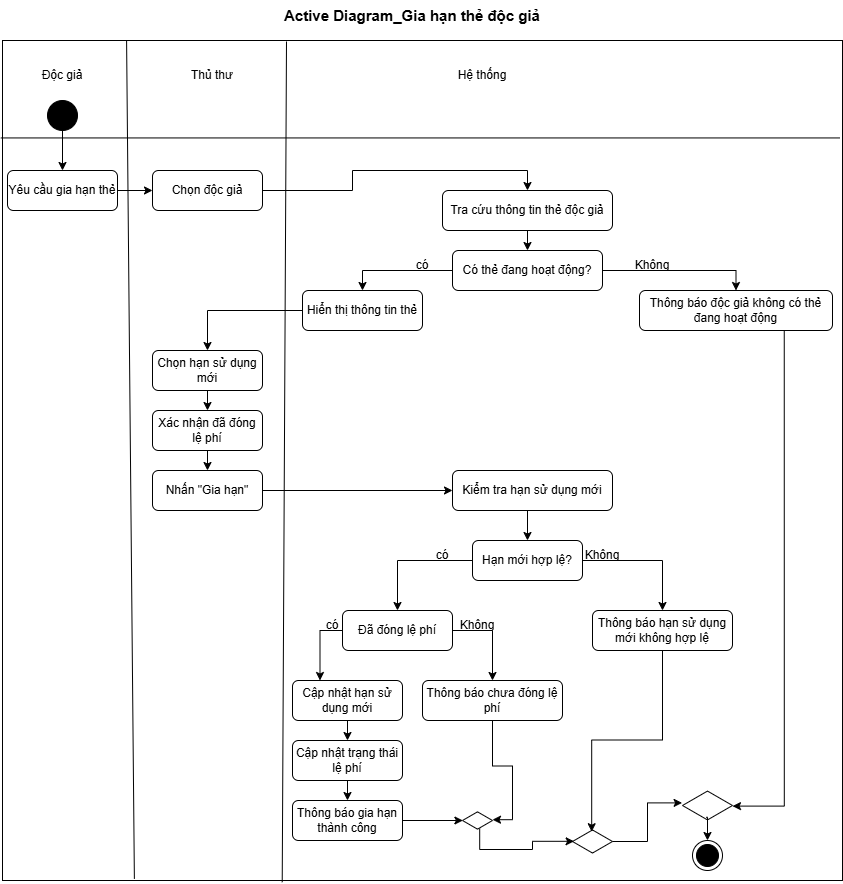 Active Diagram_Gia hạn thẻ độc giả
Độc giả
Thủ thư
Hệ thống
Yêu cầu gia hạn thẻ
Chọn độc giả
Tra cứu thông tin thẻ độc giả
Có thẻ đang hoạt động?
có
Không
Hiển thị thông tin thẻ
Thông báo độc giả không có thẻ
đang hoạt động
Chọn hạn sử dụng
mới
Xác nhận đã đóng
lệ phí
Nhấn "Gia hạn"
Kiểm tra hạn sử dụng mới
Hạn mới hợp lệ?
có
Không
Đã đóng lệ phí
Thông báo hạn sử dụng
mới không hợp lệ
có
Không
Cập nhật hạn sử
dụng mới
Thông báo chưa đóng lệ
phí
Cập nhật trạng thái
lệ phí
Thông báo gia hạn
thành công